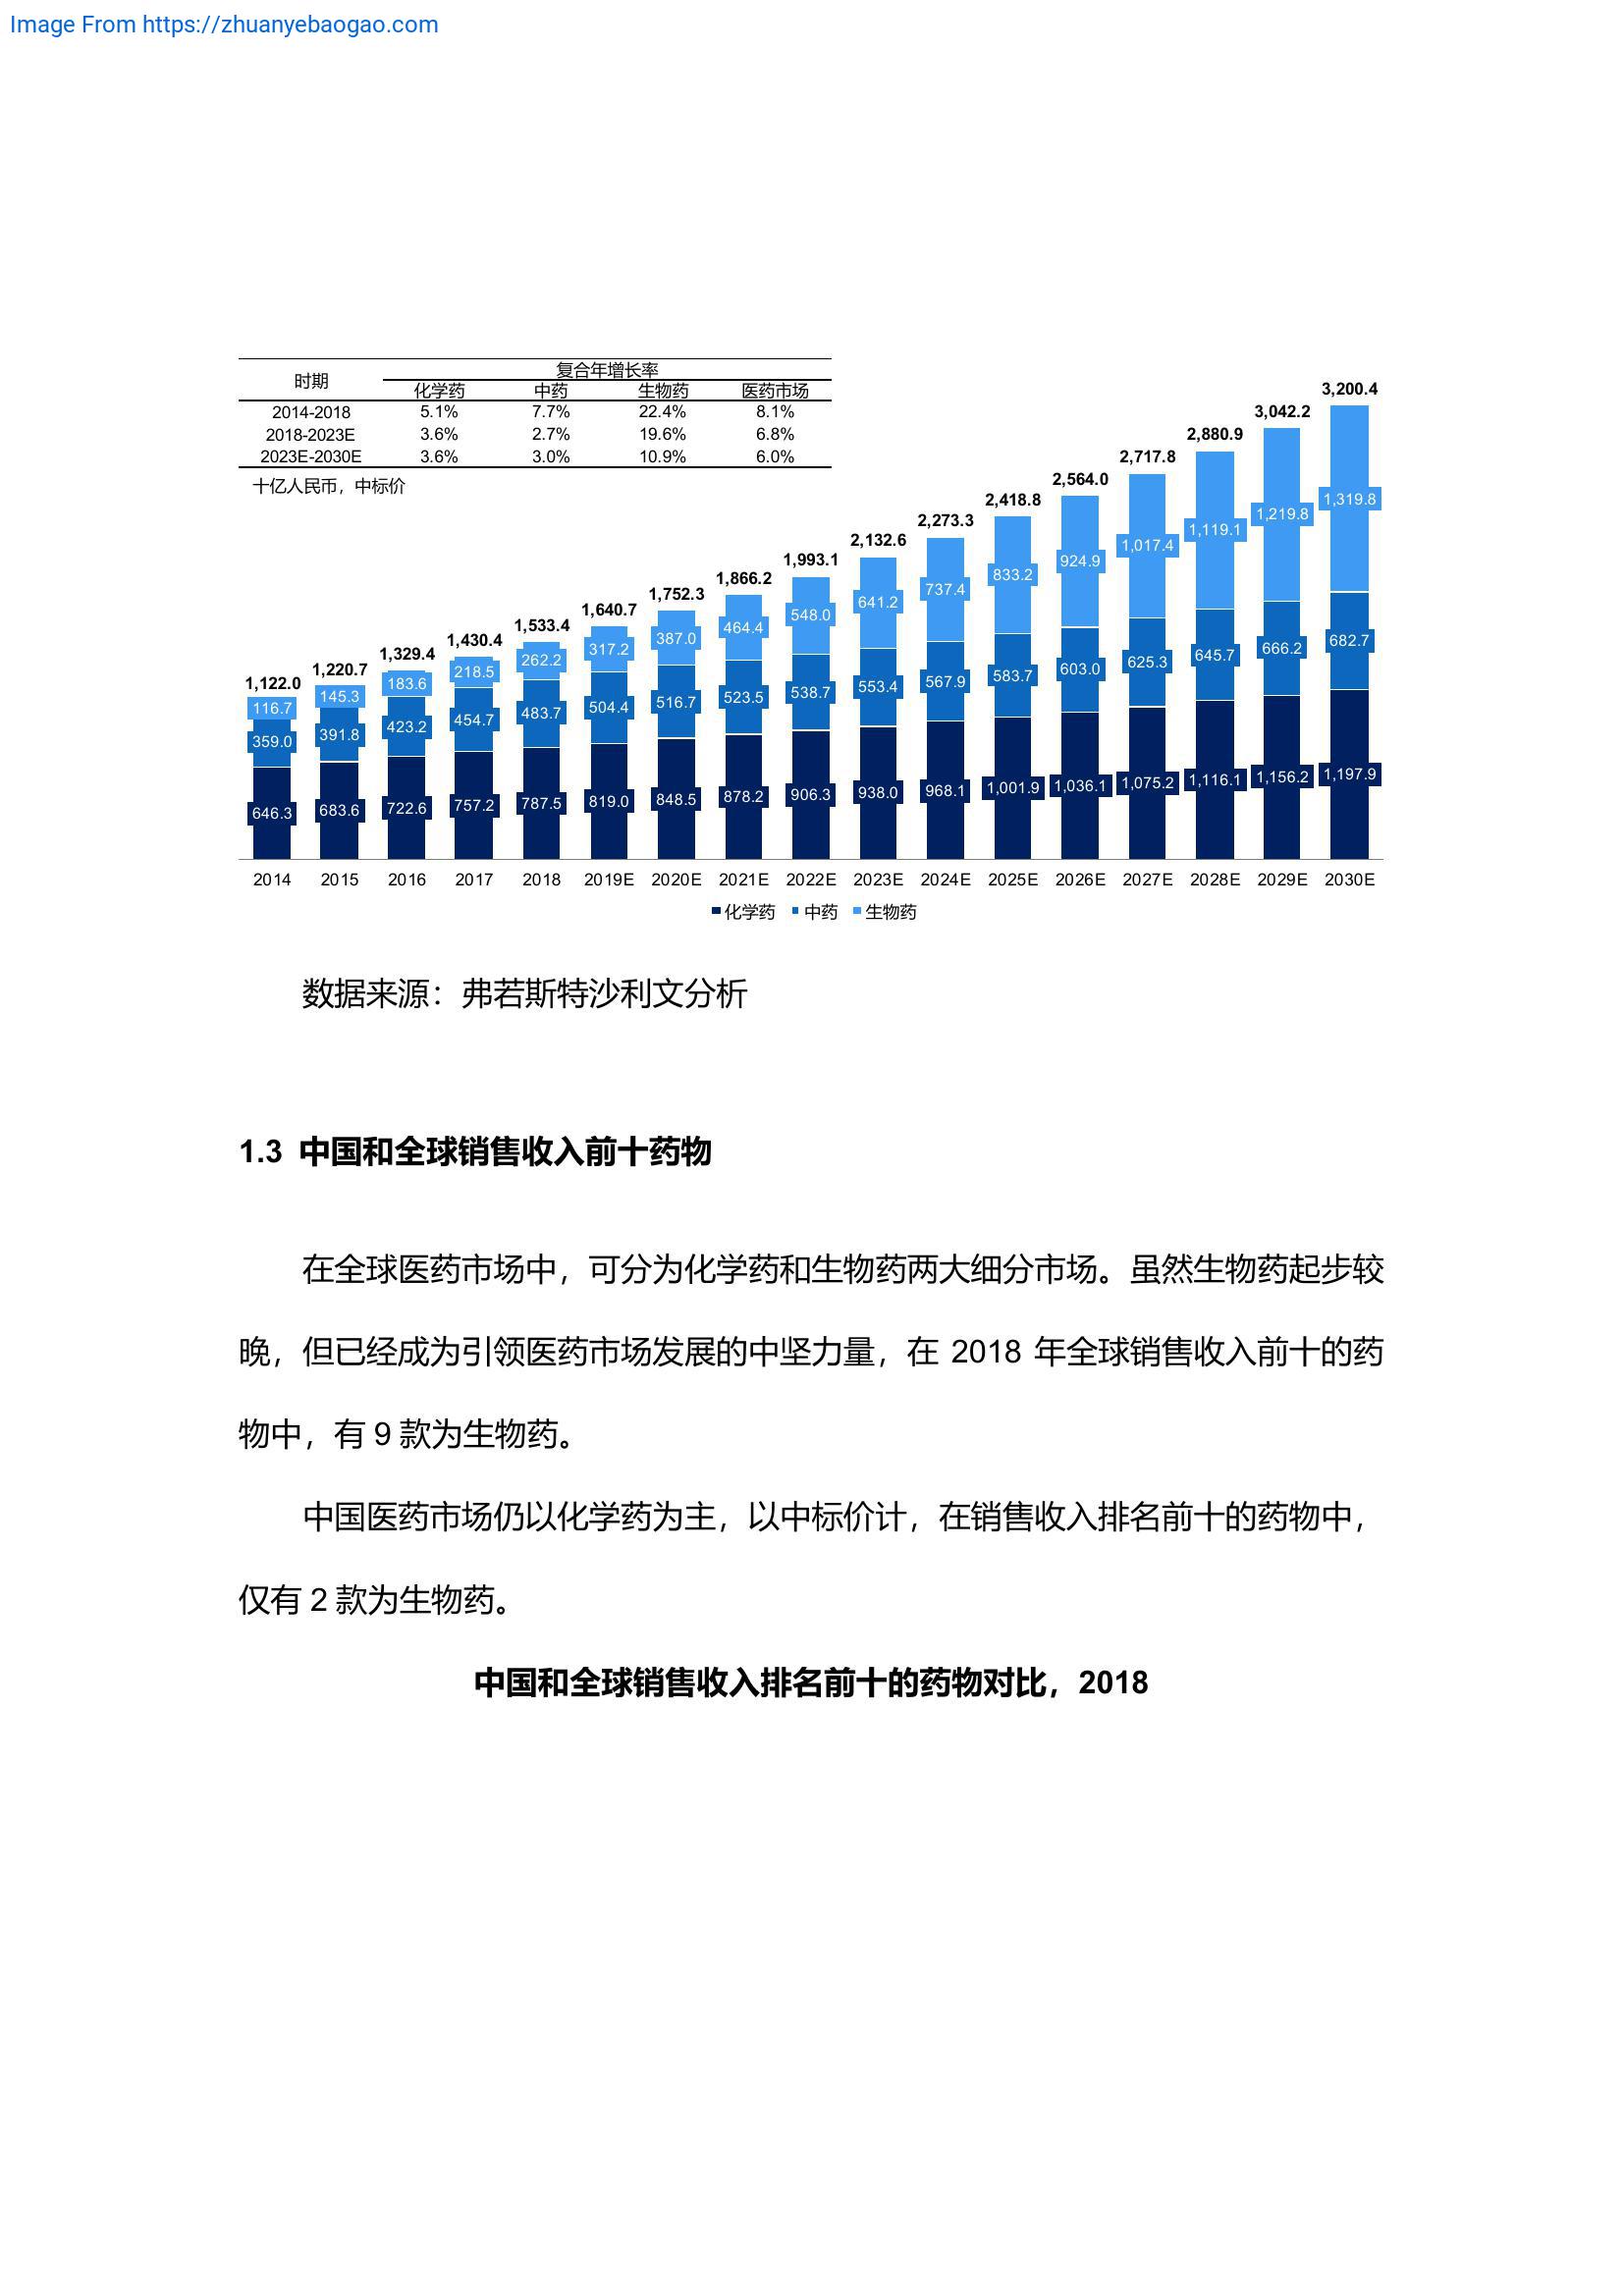 Image From https://zhuanyebaogao.com
时期 复合年增长率
化学药 中药 生物药 医药市场
2014-2018 5.1% 7.7% 22.4% 8.1%
2018-2023E 3.6% 2.7% 19.6% 6.8%
2023E-2030E 3.6% 3.0% 10.9% 6.0%
十亿人民币，中标价
1,122.0 1,220.7 1,329.4 1,430.4 1,533.4 1,640.7 1,752.3 1,866.2 1,993.1 2,132.6 2,273.3 2,418.8 2,564.0 2,717.8 2,880.9 3,042.2 3,200.4
116.7 145.3 183.6 218.5 262.2 317.2 387.0 464.4 548.0 641.2 737.4 833.2 924.9 1,017.4 1,119.1 1,219.8 1,319.8
359.0 391.8 423.2 454.7 483.7 504.4 516.7 523.5 538.7 553.4 567.9 583.7 603.0 625.3 645.7 666.2 682.7
646.3 683.6 722.6 757.2 787.5 819.0 848.5 878.2 906.3 938.0 968.1 1,001.9 1,036.1 1,075.2 1,116.1 1,156.2 1,197.9
2014 2015 2016 2017 2018 2019E 2020E 2021E 2022E 2023E 2024E 2025E 2026E 2027E 2028E 2029E 2030E
化学药 中药 生物药
数据来源：弗若斯特沙利文分析
1.3 中国和全球销售收入前十药物
在全球医药市场中，可分为化学药和生物药两大细分市场。虽然生物药起步较
晚，但已经成为引领医药市场发展的中坚力量，在 2018 年全球销售收入前十的药
物中，有 9 款为生物药。
中国医药市场仍以化学药为主，以中标价计，在销售收入排名前十的药物中，
仅有 2 款为生物药。
中国和全球销售收入排名前十的药物对比，2018